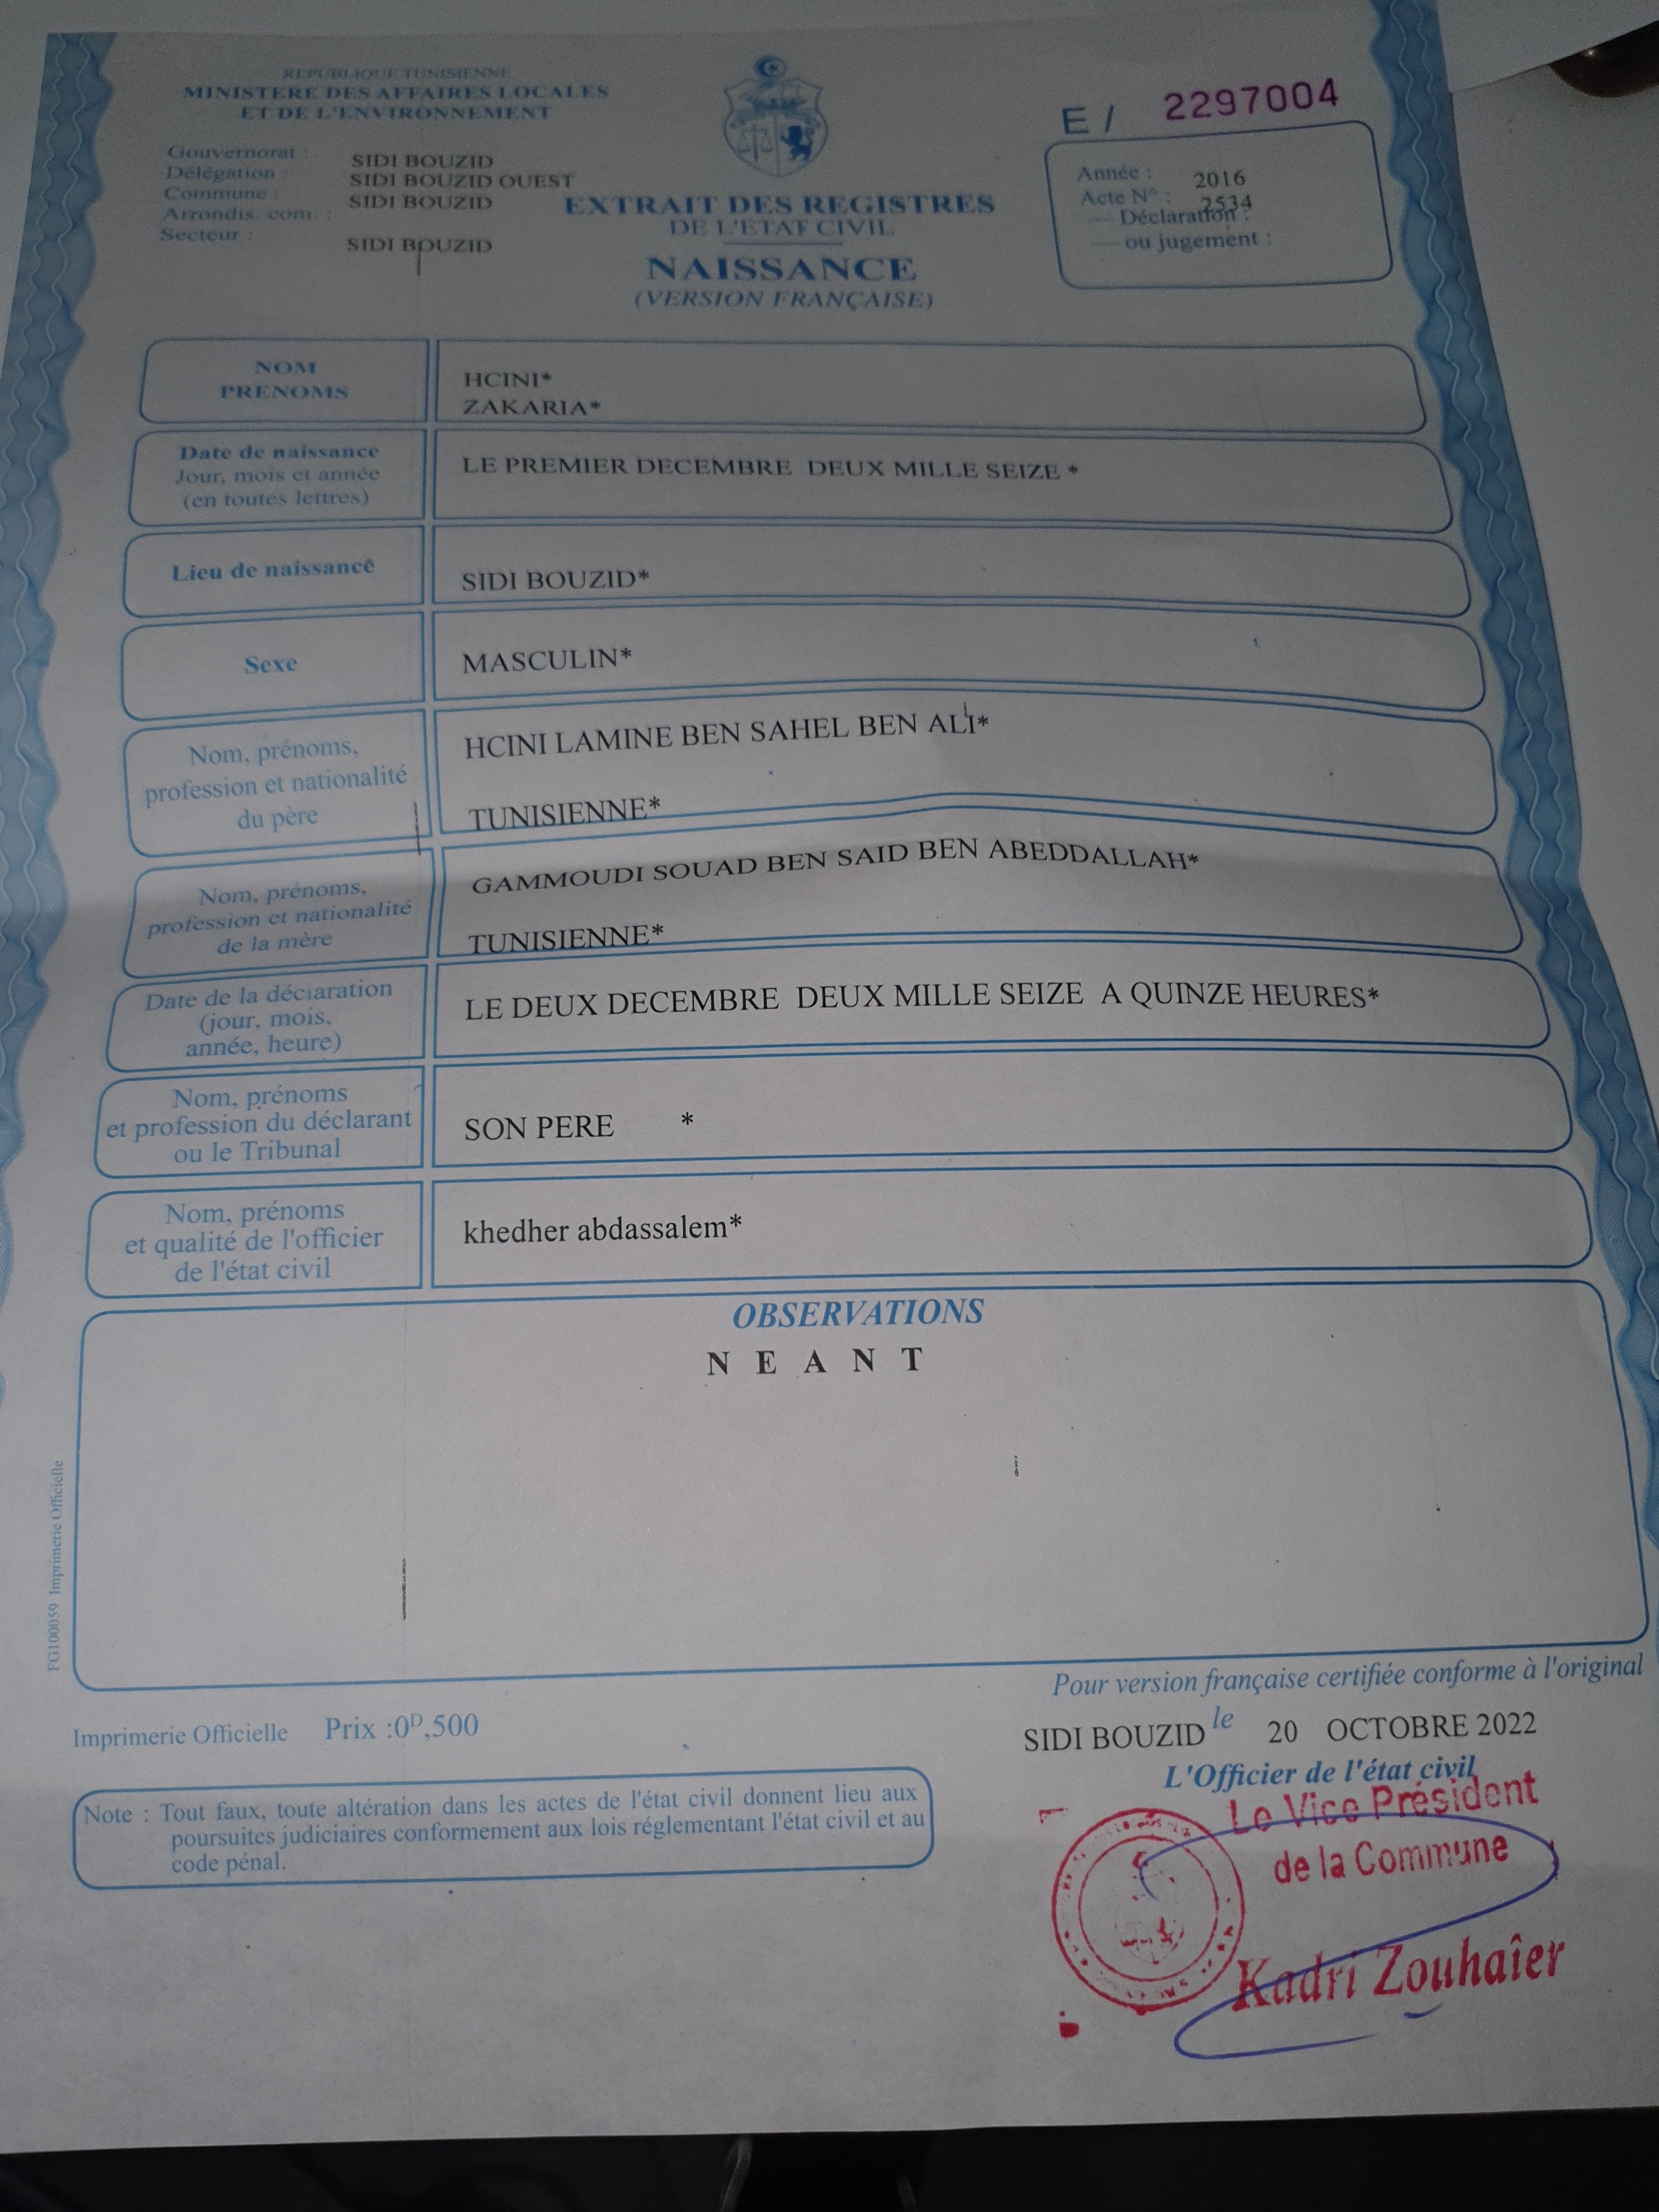 REPUBLIQUE TUNISIENNE
MINISTERE DES AFFAIRES LOCALES
ET DE L'ENVIRONNEMENT
E / 2297004
Gouvernorat : SIDI BOUZID
Délégation : SIDI BOUZID OUEST
Commune : SIDI BOUZID
Arrondis. com. :
Secteur : SIDI BOUZID
EXTRAIT DES REGISTRES
DE L'ETAT CIVIL
NAISSANCE
(VERSION FRANÇAISE)
Année : 2016
Acte N° : 2534
— Déclaration :
— ou jugement :
NOM
PRENOMS
HCINI*
ZAKARIA*
Date de naissance
Jour, mois et année
(en toutes lettres)
LE PREMIER DECEMBRE DEUX MILLE SEIZE *
Lieu de naissance
SIDI BOUZID*
Sexe
MASCULIN*
Nom, prénoms,
profession et nationalité
du père
HCINI LAMINE BEN SAHEL BEN ALI*
TUNISIENNE*
Nom, prénoms,
profession et nationalité
de la mère
GAMMOUDI SOUAD BEN SAID BEN ABEDDALLAH*
TUNISIENNE*
Date de la déclaration
(jour, mois,
année, heure)
LE DEUX DECEMBRE DEUX MILLE SEIZE A QUINZE HEURES*
Nom, prénoms
et profession du déclarant
ou le Tribunal
SON PERE *
Nom, prénoms
et qualité de l'officier
de l'état civil
khedher abdassalem*
OBSERVATIONS
N E A N T
FG100059 Imprimerie Officielle
Pour version française certifiée conforme à l'original
Imprimerie Officielle Prix :0D,500
SIDI BOUZID le 20 OCTOBRE 2022
L'Officier de l'état civil
Note : Tout faux, toute altération dans les actes de l'état civil donnent lieu aux
poursuites judiciaires conformement aux lois réglementant l'état civil et au
code pénal.
Le Vice Président
de la Commune
Kadri Zouhaîer